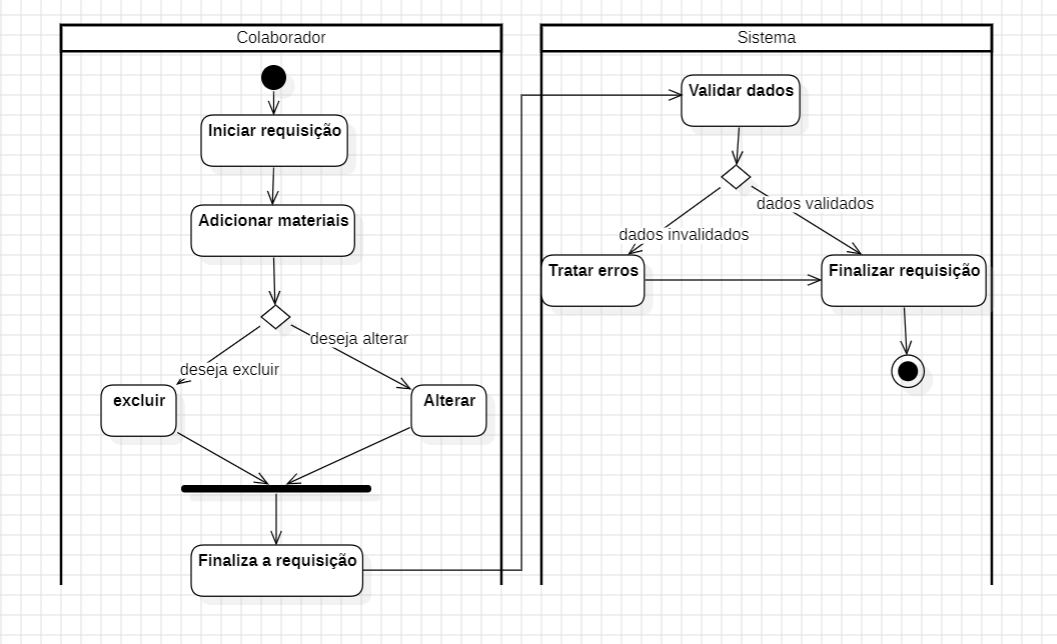 Colaborador
Iniciar requisição
Adicionar materiais
deseja alterar
deseja excluir
excluir
Alterar
Finaliza a requisição
Sistema
Validar dados
dados validados
dados invalidados
Tratar erros
Finalizar requisição